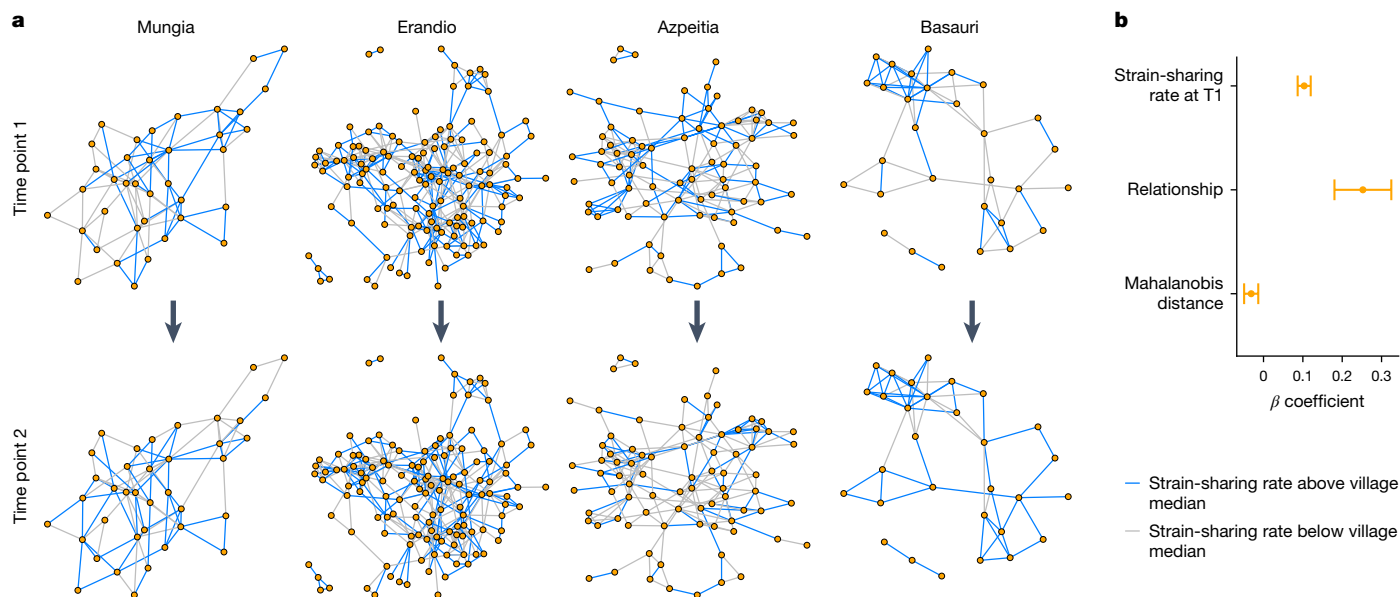 a
Mungia
Erandio
Azpeitia
Basauri
Time point 1
Time point 2
b
Strain-sharing
rate at T1
Relationship
Mahalanobis
distance
0
0.1
0.2
0.3
β coefficient
Strain-sharing rate above village
median
Strain-sharing rate below village
median